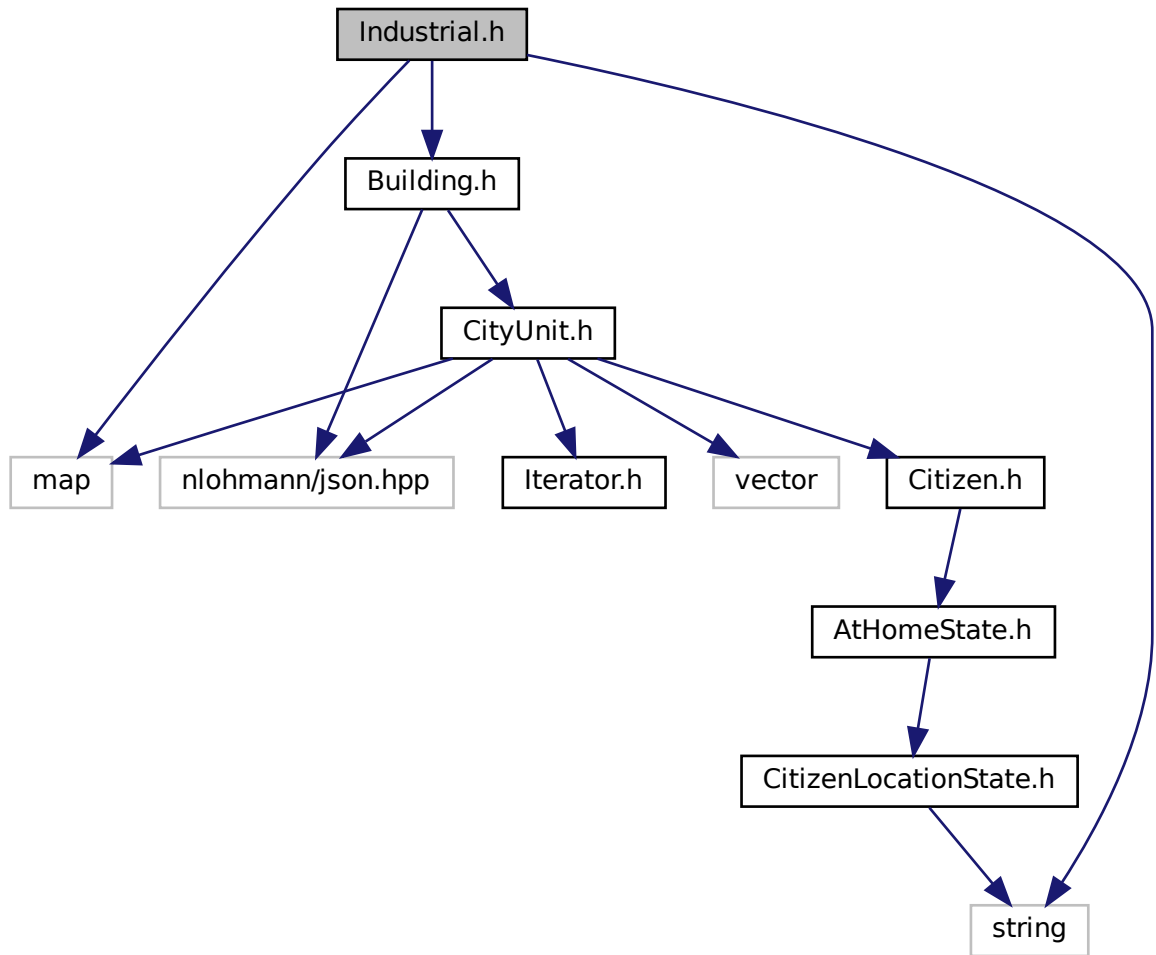 Industrial.h
Building.h
CityUnit.h
map
nlohmann/json.hpp
Iterator.h
vector
Citizen.h
AtHomeState.h
CitizenLocationState.h
string